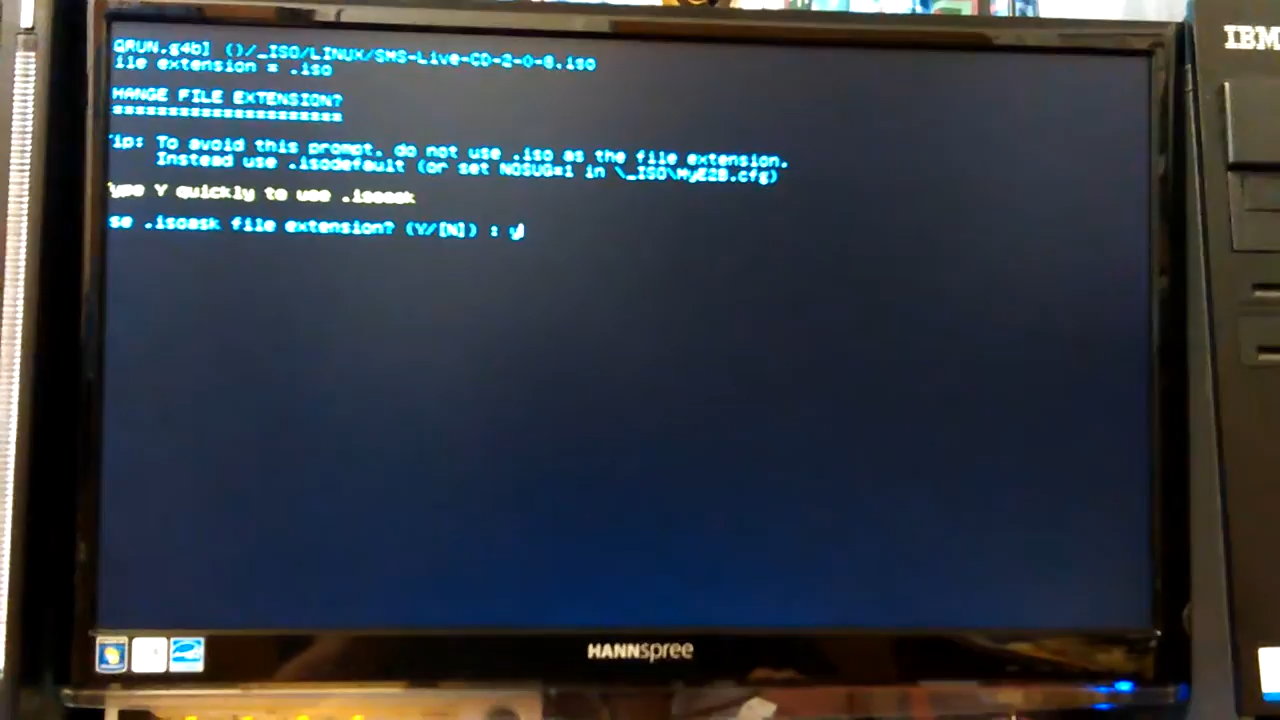 QRUN.g4b] ()/_ISO/LINUX/SMS-Live-CD-2-0-8.iso
ile extension = .iso
HANGE FILE EXTENSION?
=====================
ip: To avoid this prompt, do not use .iso as the file extension.
Instead use .isodefault (or set NOSUG=1 in \_ISO\MyE2B.cfg)
ype Y quickly to use .isoask
se .isoask file extension? (Y/[N]) : y
HANNspree
IBM